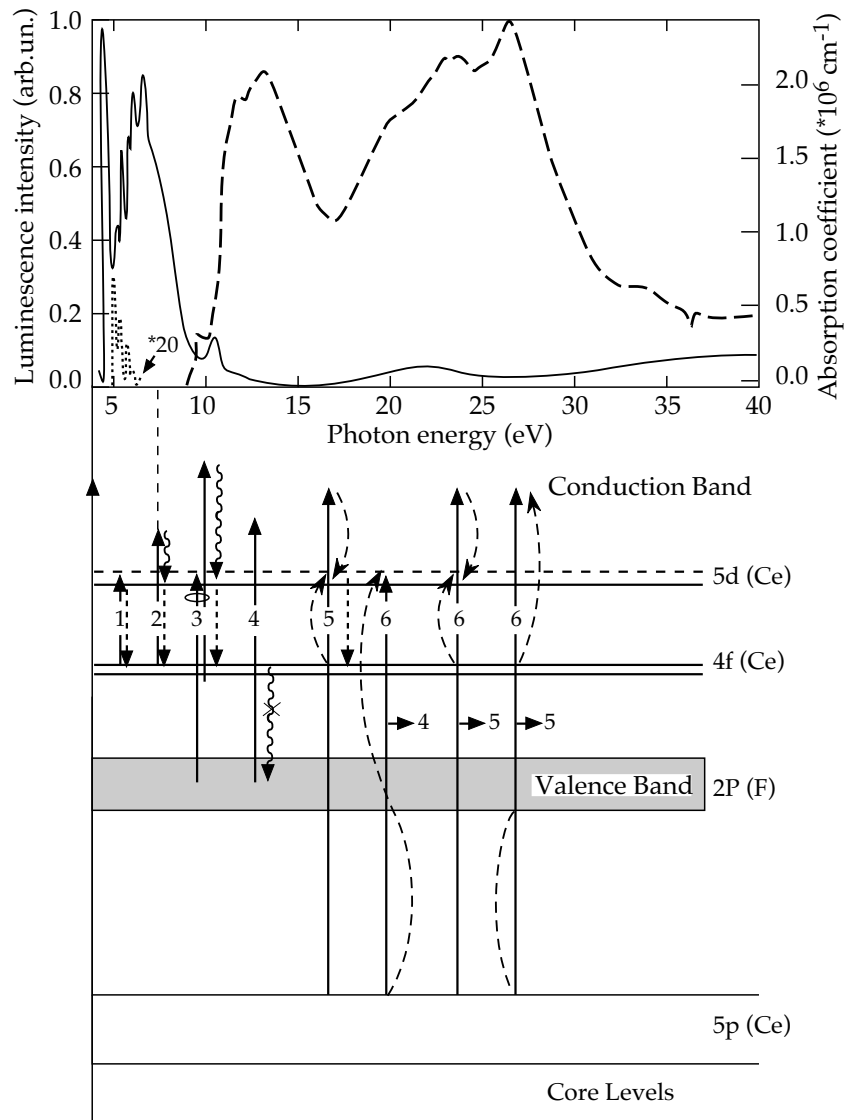 Luminescence intensity (arb.un.)
1.0
0.8
0.6
0.4
0.2
0.0
*20
2.0
1.5
1.0
0.5
0.0
Absorption coefficient (*10⁶ cm⁻¹)
5 10 15 20 25 30 35 40
Photon energy (eV)
Conduction Band
5d (Ce)
1 2 3 4 5 6 6 6
4f (Ce)
4 5 5
Valence Band
2P (F)
5p (Ce)
Core Levels